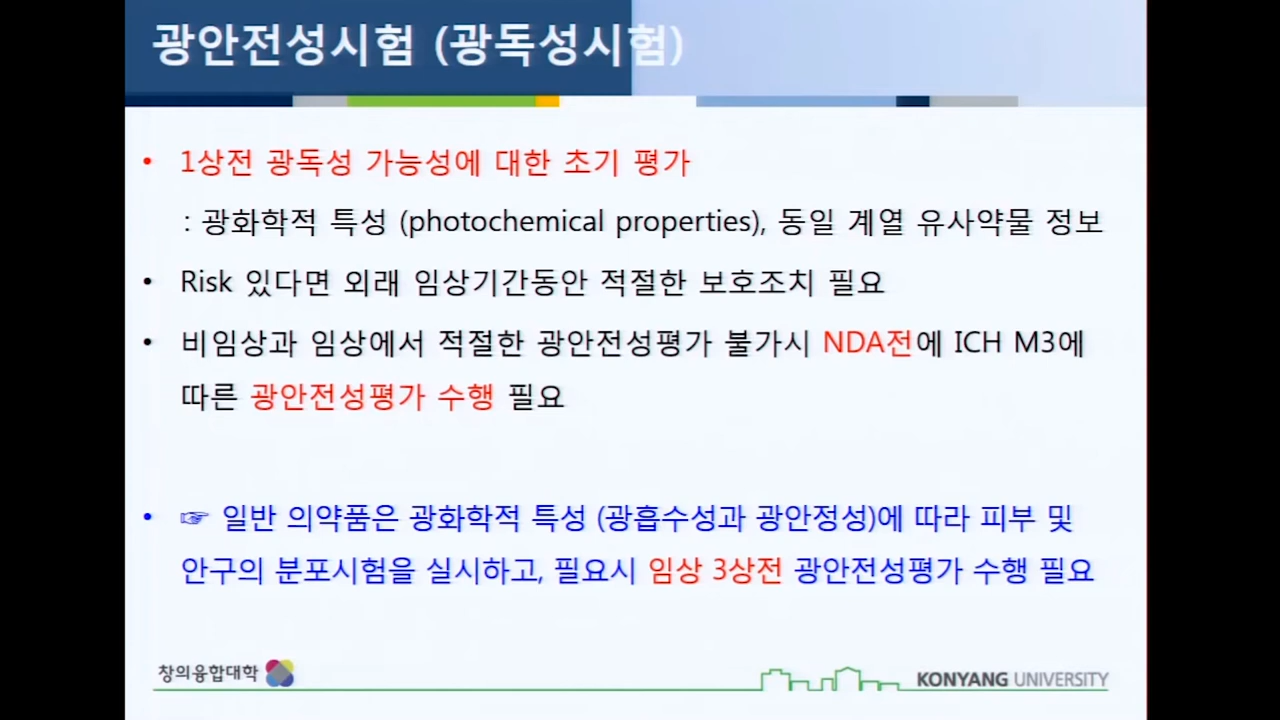 광안전성시험 (광독성시험)
• 1상전 광독성 가능성에 대한 초기 평가
: 광화학적 특성 (photochemical properties), 동일 계열 유사약물 정보
• Risk 있다면 외래 임상기간동안 적절한 보호조치 필요
• 비임상과 임상에서 적절한 광안전성평가 불가시 NDA전에 ICH M3에
따른 광안전성평가 수행 필요
• ☞ 일반 의약품은 광화학적 특성 (광흡수성과 광안정성)에 따라 피부 및
안구의 분포시험을 실시하고, 필요시 임상 3상전 광안전성평가 수행 필요
창의융합대학
KONYANG UNIVERSITY